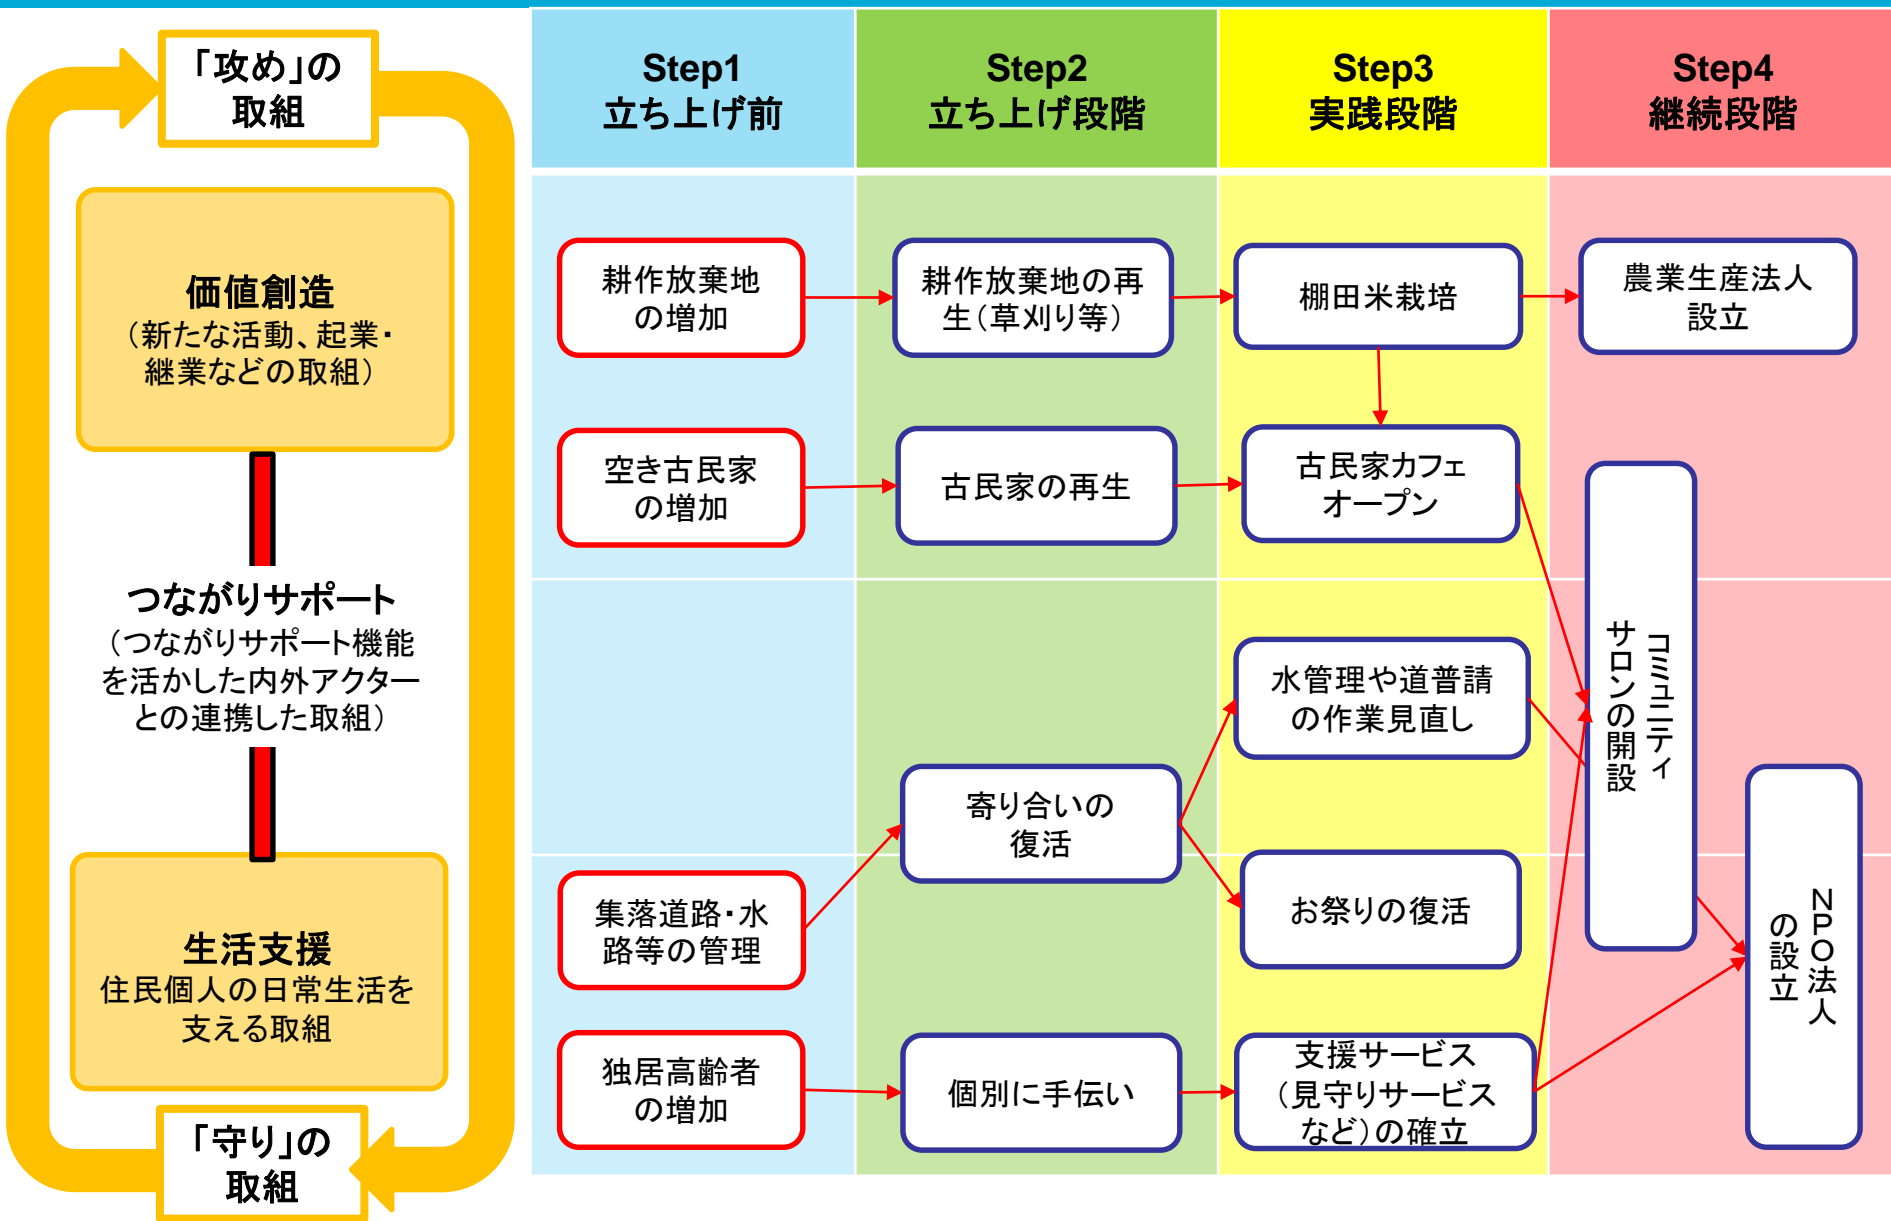 「攻め」の
取組
価値創造
（新たな活動、起業・
継業などの取組）
つながりサポート
（つながりサポート機能
を活かした内外アクター
との連携した取組）
生活支援
住民個人の日常生活を
支える取組
「守り」の
取組
Step1
立ち上げ前
Step2
立ち上げ段階
Step3
実践段階
Step4
継続段階
耕作放棄地
の増加
耕作放棄地の再
生（草刈り等）
棚田米栽培
農業生産法人
設立
空き古民家
の増加
古民家の再生
古民家カフェ
オープン
コミュニティ
サロンの開設
水管理や道普請
の作業見直し
寄り合いの
復活
集落道路・水
路等の管理
お祭りの復活
ＮＰＯ法人
の設立
独居高齢者
の増加
個別に手伝い
支援サービス
（見守りサービス
など）の確立